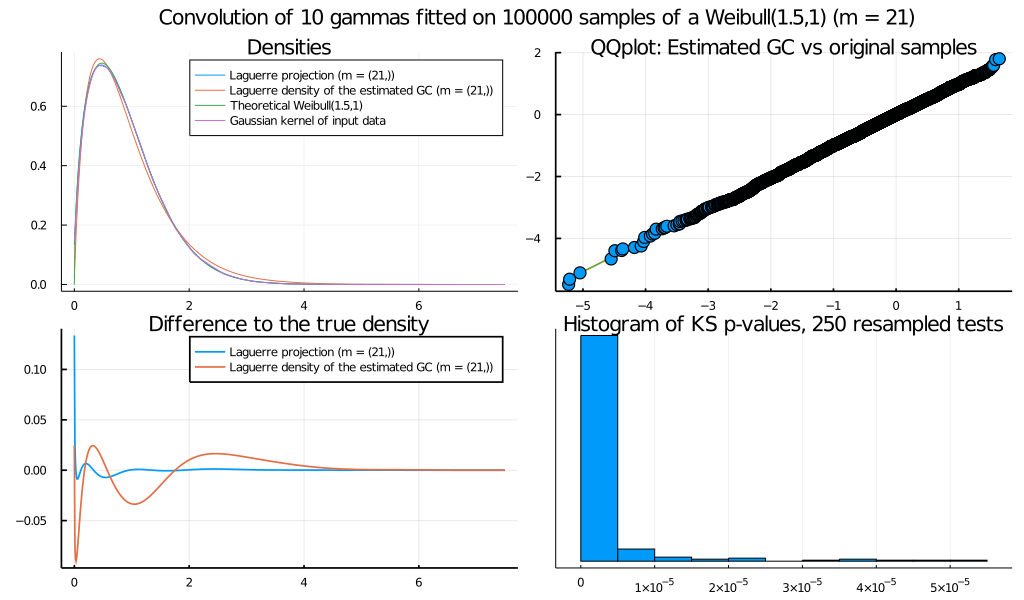 Convolution of 10 gammas fitted on 100000 samples of a Weibull(1.5,1) (m = 21)
Densities
Laguerre projection (m = (21,))
Laguerre density of the estimated GC (m = (21,))
Theoretical Weibull(1.5,1)
Gaussian kernel of input data
0.6
0.4
0.2
0.0
0 2 4 6
QQplot: Estimated GC vs original samples
2
0
−2
−4
−5 −4 −3 −2 −1 0 1
Difference to the true density
Laguerre projection (m = (21,))
Laguerre density of the estimated GC (m = (21,))
0.10
0.05
0.00
−0.05
0 2 4 6
Histogram of KS p-values, 250 resampled tests
0 1×10⁻⁵ 2×10⁻⁵ 3×10⁻⁵ 4×10⁻⁵ 5×10⁻⁵